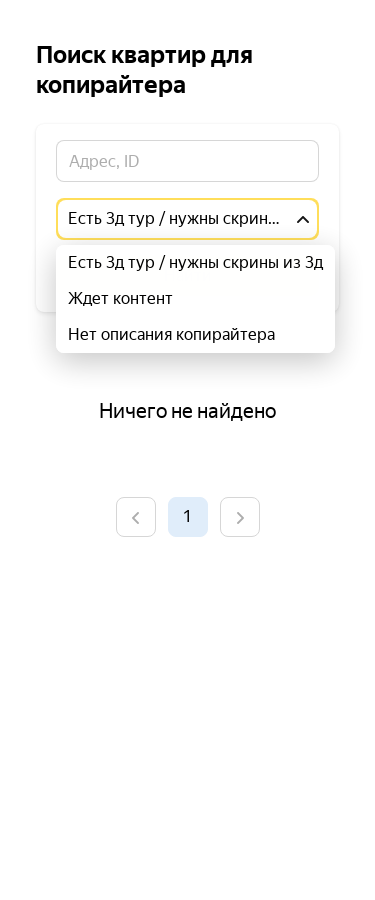 Поиск квартир для
копирайтера
Адрес, ID
Есть 3д тур / нужны скрин...
Есть 3д тур / нужны скрины из 3д
Ждет контент
Нет описания копирайтера
Ничего не найдено
1